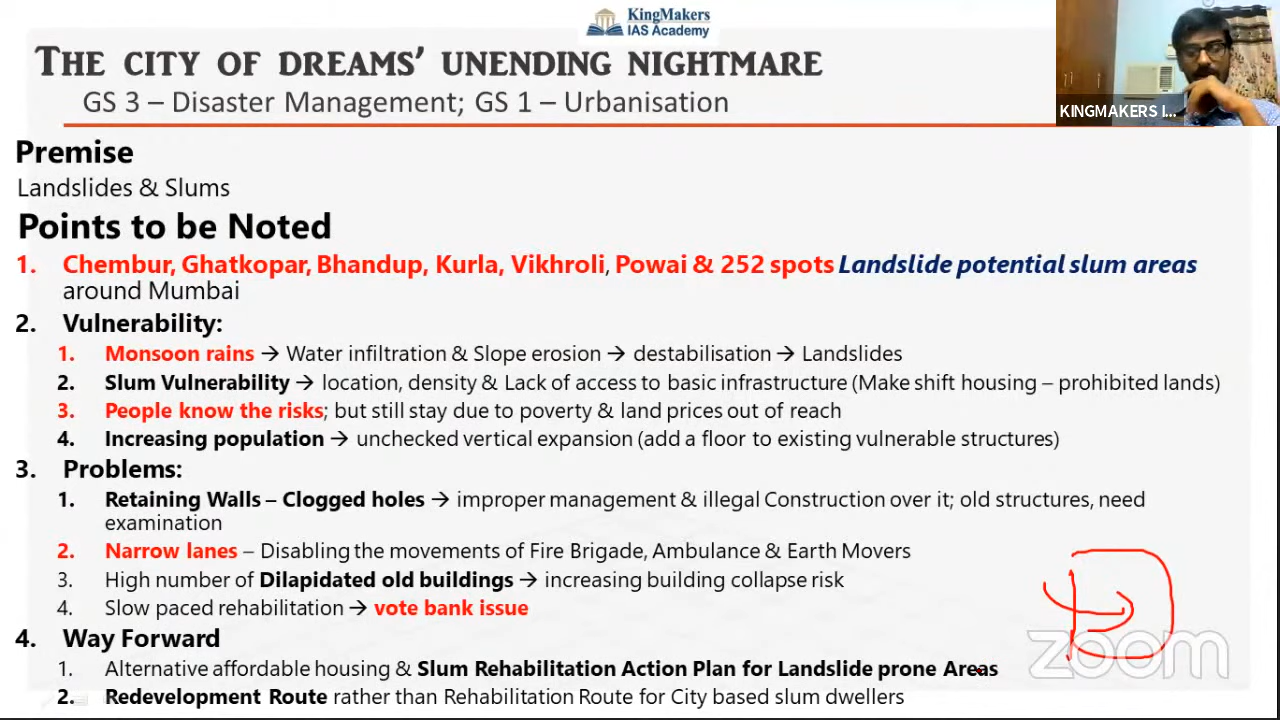 KingMakers
IAS Academy
THE CITY OF DREAMS' UNENDING NIGHTMARE
GS 3 – Disaster Management; GS 1 – Urbanisation
KINGMAKERS I...
Premise
Landslides & Slums
Points to be Noted
1. Chembur, Ghatkopar, Bhandup, Kurla, Vikhroli, Powai & 252 spots Landslide potential slum areas
around Mumbai
2. Vulnerability:
1. Monsoon rains → Water infiltration & Slope erosion → destabilisation → Landslides
2. Slum Vulnerability → location, density & Lack of access to basic infrastructure (Make shift housing – prohibited lands)
3. People know the risks; but still stay due to poverty & land prices out of reach
4. Increasing population → unchecked vertical expansion (add a floor to existing vulnerable structures)
3. Problems:
1. Retaining Walls – Clogged holes → improper management & illegal Construction over it; old structures, need
examination
2. Narrow lanes – Disabling the movements of Fire Brigade, Ambulance & Earth Movers
3. High number of Dilapidated old buildings → increasing building collapse risk
4. Slow paced rehabilitation → vote bank issue
zoom
4. Way Forward
1. Alternative affordable housing & Slum Rehabilitation Action Plan for Landslide prone Areas
2. Redevelopment Route rather than Rehabilitation Route for City based slum dwellers